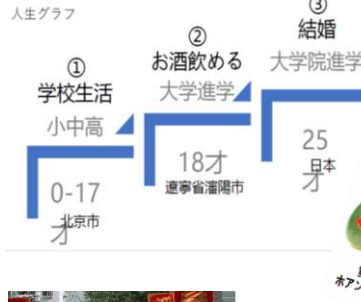 人生グラフ
①
学校生活
小中高
0-17
才
北京市
②
お酒飲める
大学進学
18才
遼寧省瀋陽市
③
結婚
大学院進学
25
才
日本